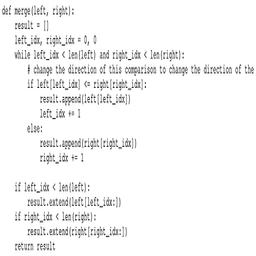 def merge(left, right):
    result = []
    left_idx, right_idx = 0, 0
    while left_idx < len(left) and right_idx < len(right):
        # change the direction of this comparison to change the direction of the
        if left[left_idx] <= right[right_idx]:
            result.append(left[left_idx])
            left_idx += 1
        else:
            result.append(right[right_idx])
            right_idx += 1

    if left_idx < len(left):
        result.extend(left[left_idx:])
    if right_idx < len(right):
        result.extend(right[right_idx:])
    return result